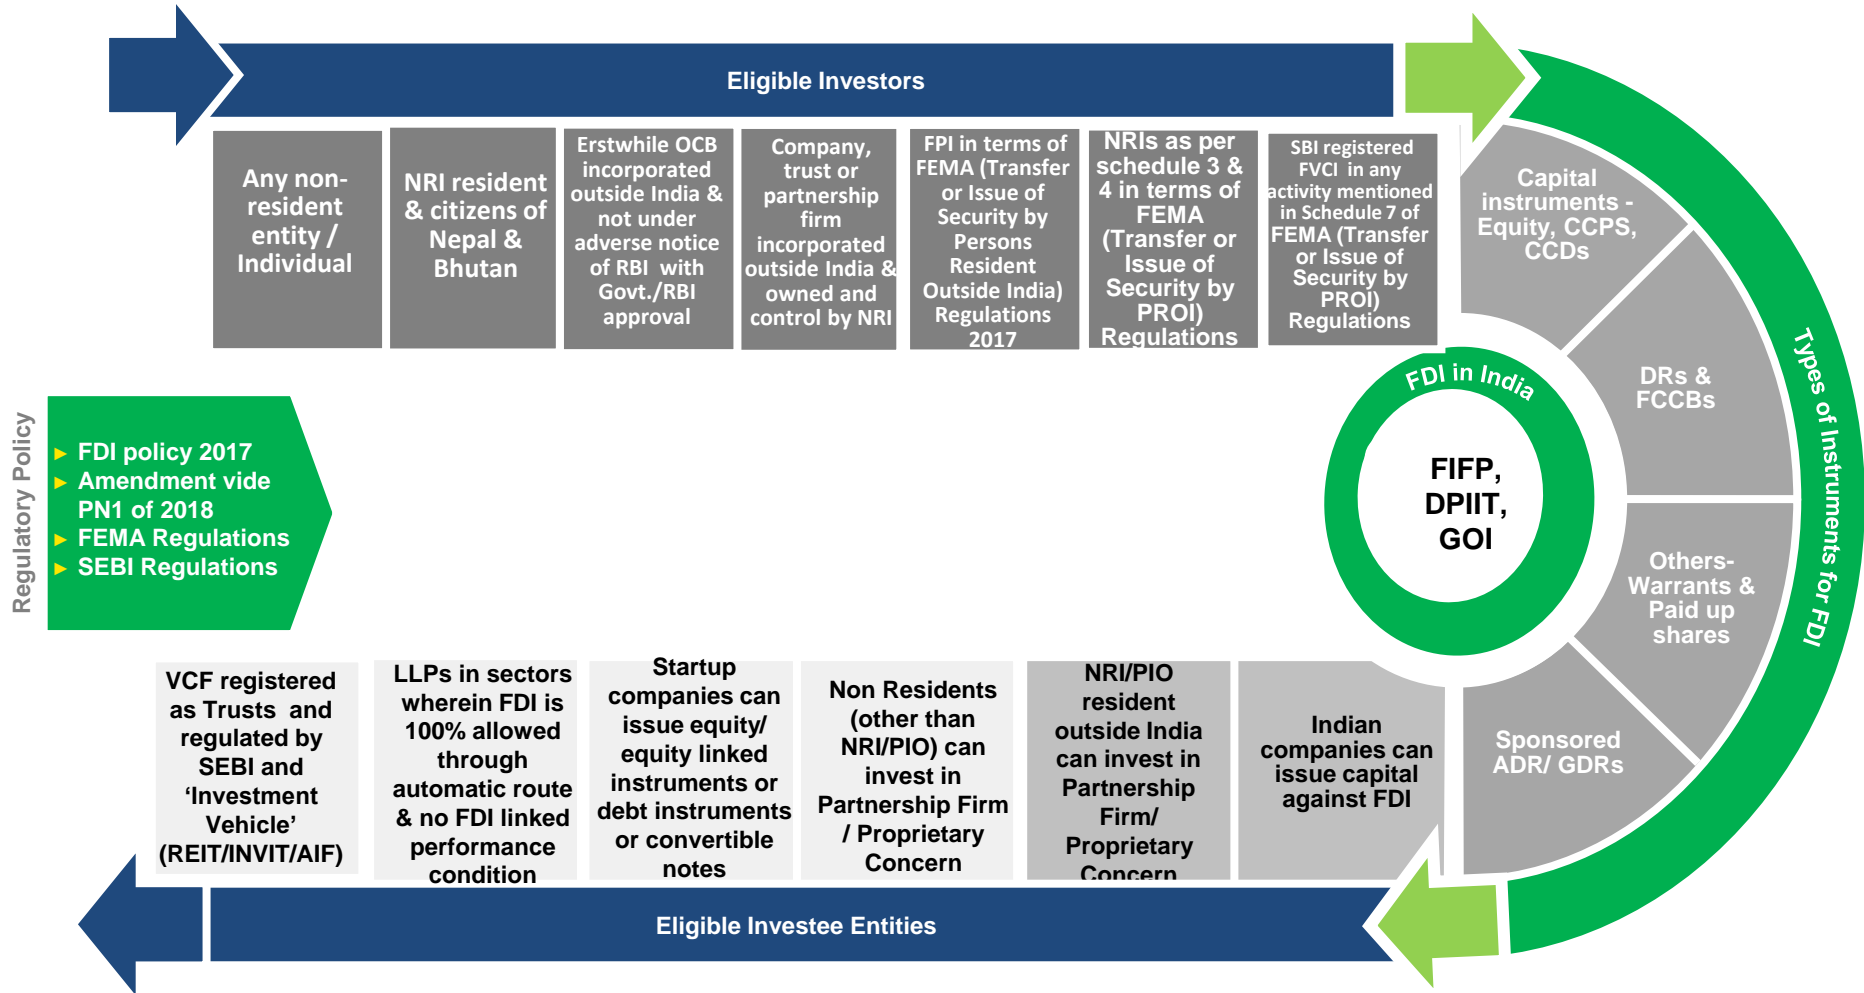 Eligible Investors
Any non-
resident
entity /
Individual
NRI resident
& citizens of
Nepal &
Bhutan
Erstwhile OCB
incorporated
outside India &
not under
adverse notice
of RBI with
Govt./RBI
approval
Company,
trust or
partnership
firm
incorporated
outside India &
owned and
control by NRI
FPI in terms of
FEMA (Transfer
or Issue of
Security by
Persons
Resident
Outside India)
Regulations
2017
NRIs as per
schedule 3 &
4 in terms of
FEMA
(Transfer or
Issue of
Security by
PROI)
Regulations
SBI registered
FVCI in any
activity mentioned
in Schedule 7 of
FEMA (Transfer
or Issue of
Security by
PROI)
Regulations
Capital
instruments -
Equity, CCPS,
CCDs
DRs &
FCCBs
Others-
Warrants &
Paid up
shares
Sponsored
ADR/ GDRs
Types of Instruments for FDI
FDI in India
FIFP,
DPIIT,
GOI
Regulatory Policy
► FDI policy 2017
► Amendment vide
PN1 of 2018
► FEMA Regulations
► SEBI Regulations
VCF registered
as Trusts and
regulated by
SEBI and
‘Investment
Vehicle’
(REIT/INVIT/AIF)
LLPs in sectors
wherein FDI is
100% allowed
through
automatic route
& no FDI linked
performance
condition
Startup
companies can
issue equity/
equity linked
instruments or
debt instruments
or convertible
notes
Non Residents
(other than
NRI/PIO) can
invest in
Partnership Firm
/ Proprietary
Concern
NRI/PIO
resident
outside India
can invest in
Partnership
Firm/
Proprietary
Concern
Indian
companies can
issue capital
against FDI
Eligible Investee Entities